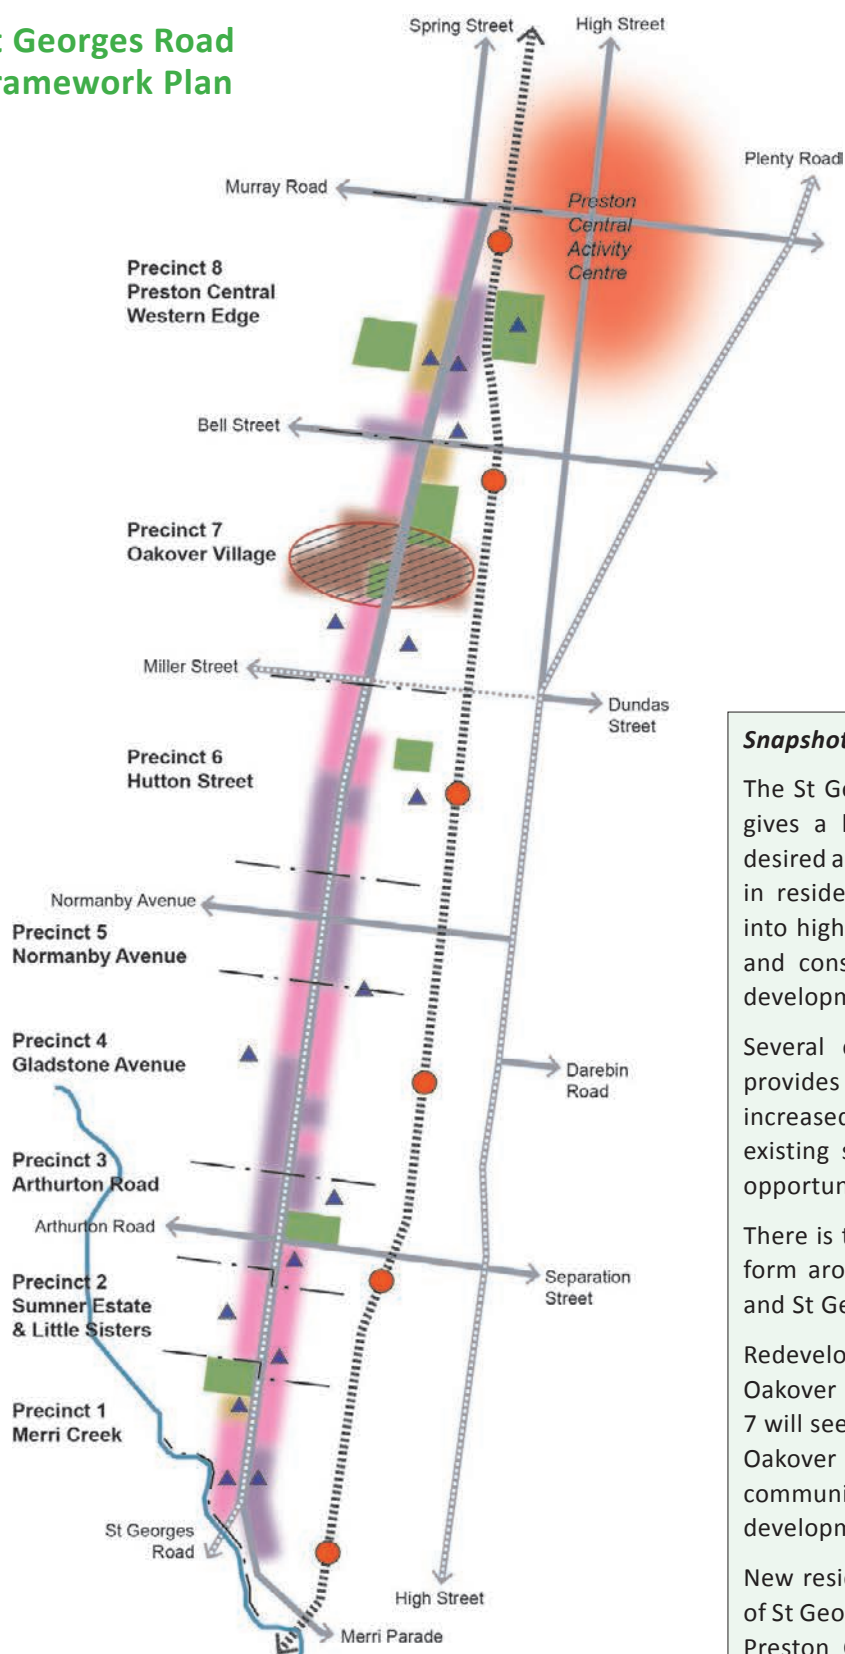 t Georges Road
ramework Plan
Spring Street
High Street
Plenty Road
Murray Road
Preston
Central
Activity
Centre
Precinct 8
Preston Central
Western Edge
Bell Street
Precinct 7
Oakover Village
Miller Street
Dundas
Street
Precinct 6
Hutton Street
Normanby Avenue
Precinct 5
Normanby Avenue
Precinct 4
Gladstone Avenue
Darebin
Road
Precinct 3
Arthurton Road
Arthurton Road
Separation
Street
Precinct 2
Sumner Estate
& Little Sisters
Precinct 1
Merri Creek
St Georges
Road
High Street
Merri Parade
Snapshot
The St Ge
gives a
desired a
in reside
into high
and cons
developm
Several
provides
increased
existing s
opportun
There is t
form aro
and St Ge
Redevelo
Oakover
7 will see
Oakover
communi
developm
New resi
of St Geo
Preston